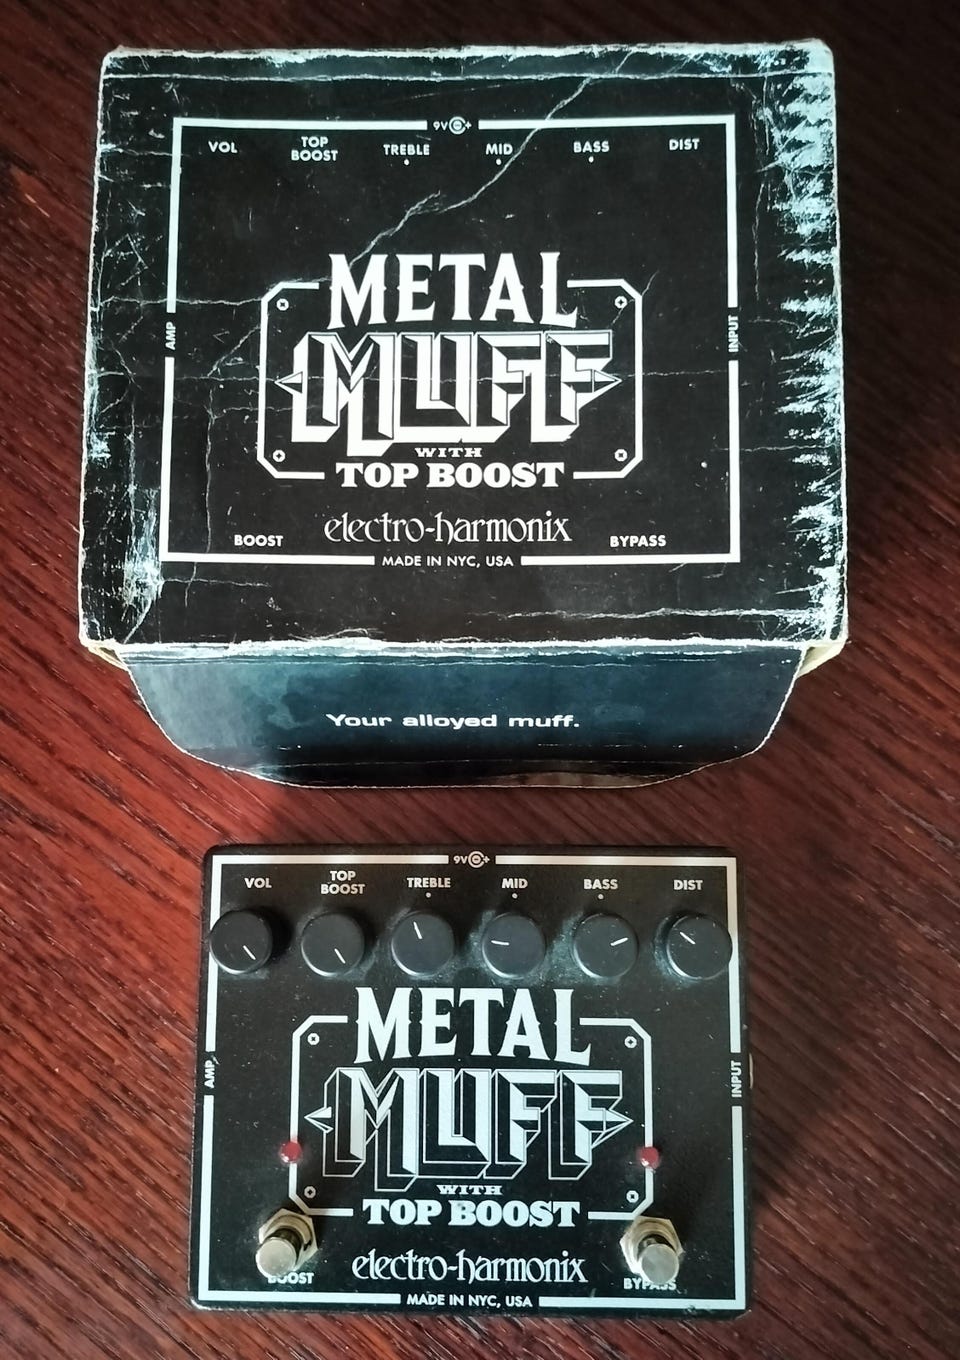 9V
VOL TOP BOOST TREBLE MID BASS DIST
AMP
INPUT
METAL
MUFF
WITH
TOP BOOST
electro-harmonix
BOOST
BYPASS
MADE IN NYC, USA
Your alloyed muff.
9V
VOL TOP BOOST TREBLE MID BASS DIST
METAL
AMP
INPUT
MUFF
WITH
TOP BOOST
electro-harmonix
BOOST
BYPASS
MADE IN NYC, USA